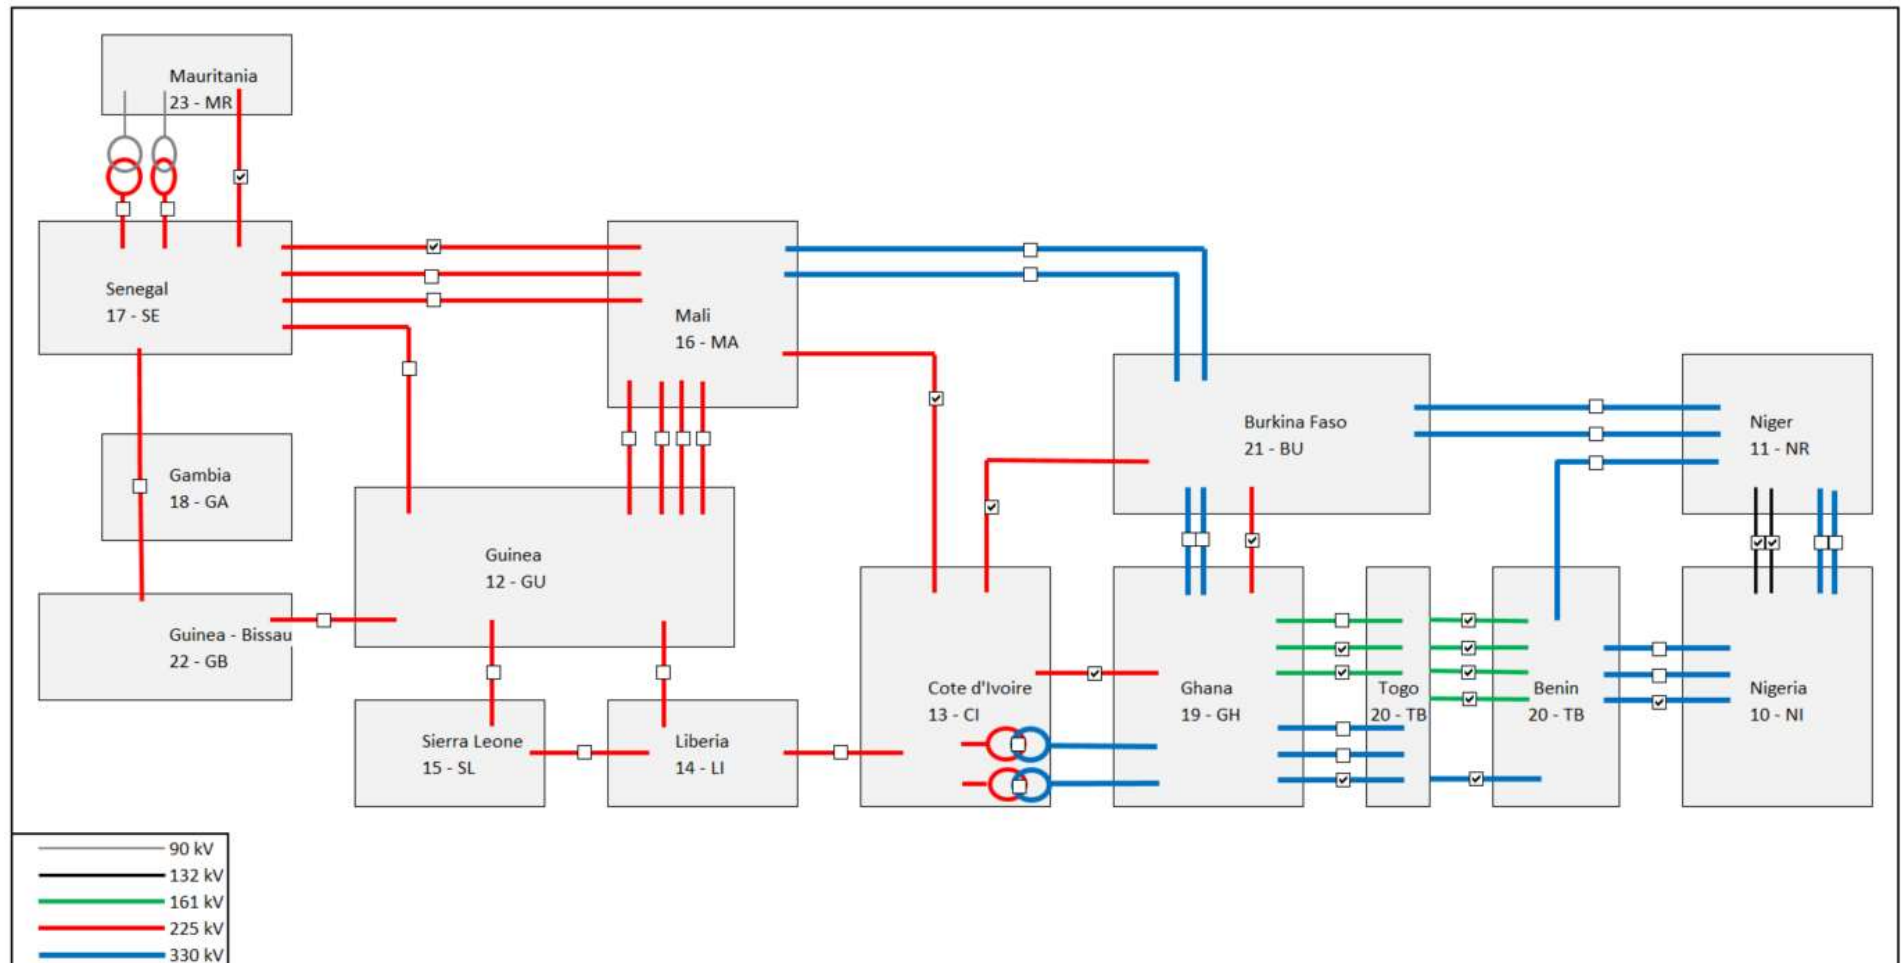 Mauritania
23 - MR
Senegal
17 - SE
Mali
16 - MA
Burkina Faso
21 - BU
Niger
11 - NR
Gambia
18 - GA
Guinea
12 - GU
Guinea - Bissau
22 - GB
Sierra Leone
15 - SL
Liberia
14 - LI
Cote d'Ivoire
13 - CI
Ghana
19 - GH
Togo
20 - TB
Benin
20 - TB
Nigeria
10 - NI
90 kV
132 kV
161 kV
225 kV
330 kV